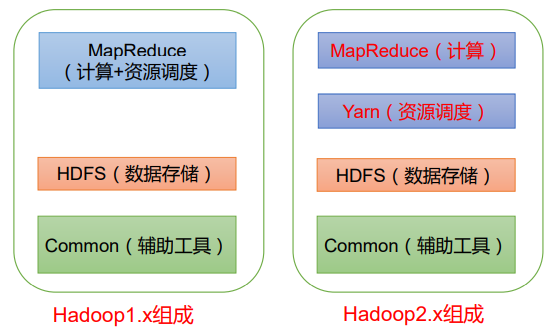 MapReduce
（计算+资源调度）
HDFS（数据存储）
Common（辅助工具）
Hadoop1.x组成
MapReduce（计算）
Yarn（资源调度）
HDFS（数据存储）
Common（辅助工具）
Hadoop2.x组成